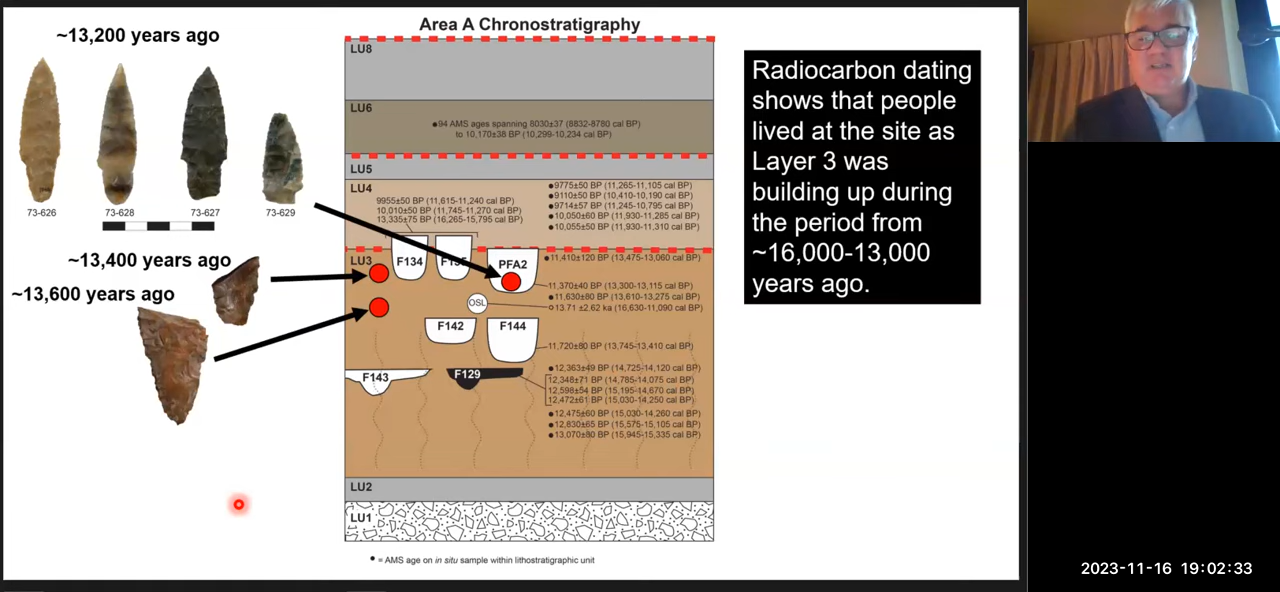 Area A Chronostratigraphy
~13,200 years ago
73-626
73-628
73-627
73-629
~13,400 years ago
~13,600 years ago
LU8
LU6
●94 AMS ages spanning 8030±37 (8832-8780 cal BP)
to 10,170±38 BP (10,299-10,234 cal BP)
LU5
LU4
9955±50 BP (11,615-11,240 cal BP)
10,010±50 BP (11,745-11,270 cal BP)
13,335±75 BP (16,265-15,795 cal BP)
●9775±50 BP (11,265-11,105 cal BP)
●9110±50 BP (10,410-10,190 cal BP)
●9714±57 BP (11,245-10,795 cal BP)
●10,050±60 BP (11,930-11,285 cal BP)
●10,055±50 BP (11,930-11,310 cal BP)
LU3
F134
PFA2
●11,410±120 BP (13,475-13,060 cal BP)
11,370±40 BP (13,300-13,115 cal BP)
●11,630±80 BP (13,610-13,275 cal BP)
OSL
13.71 ±2.62 ka (16,630-11,090 cal BP)
F142
F144
11,720±80 BP (13,745-13,410 cal BP)
F143
F129
●12,363±49 BP (14,725-14,120 cal BP)
12,348±71 BP (14,785-14,075 cal BP)
12,598±54 BP (15,195-14,670 cal BP)
12,472±61 BP (15,030-14,250 cal BP)
●12,475±60 BP (15,030-14,260 cal BP)
●12,830±65 BP (15,575-15,105 cal BP)
●13,070±80 BP (15,945-15,335 cal BP)
LU2
LU1
● = AMS age on in situ sample within lithostratigraphic unit
Radiocarbon dating
shows that people
lived at the site as
Layer 3 was
building up during
the period from
~16,000-13,000
years ago.
2023-11-16 19:02:33